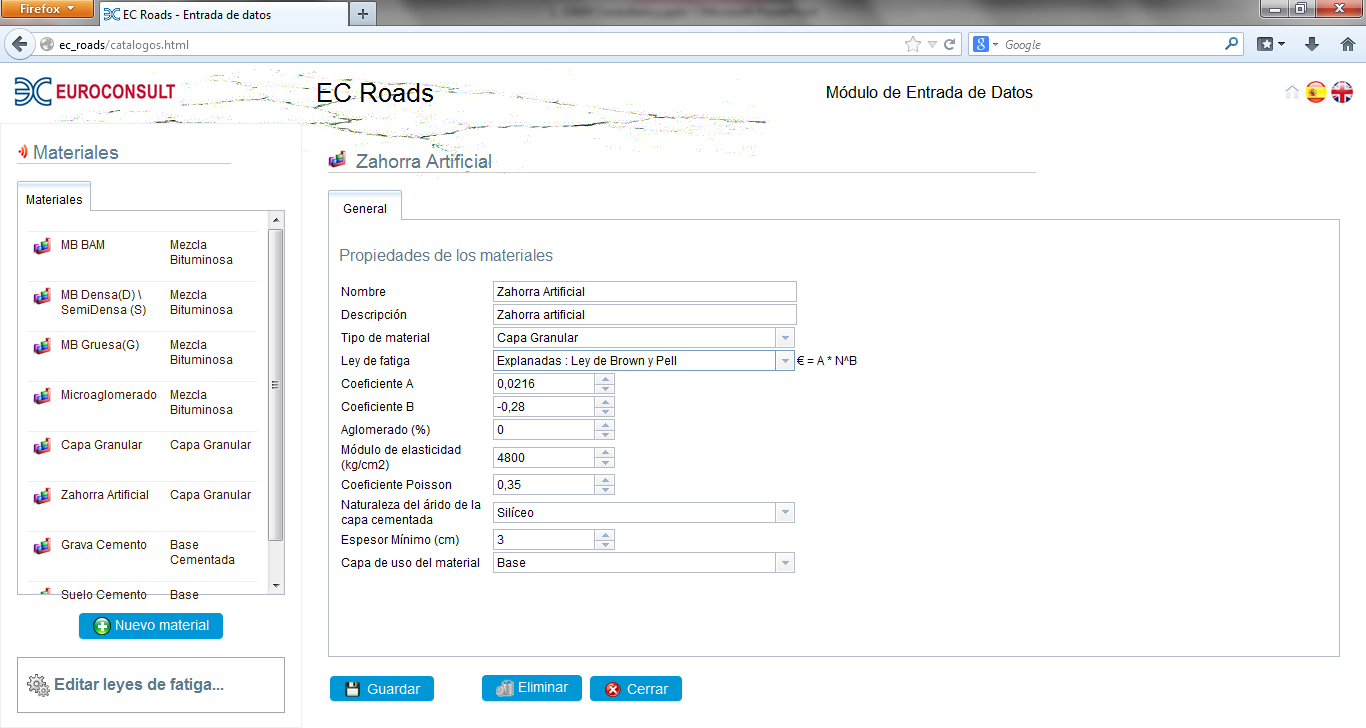 Firefox
EC Roads - Entrada de datos
ec_roads/catalogos.html
Google
EUROCONSULT
EC Roads
Módulo de Entrada de Datos
Materiales
Materiales
MB BAM Mezcla
Bituminosa
MB Densa(D) \ Mezcla
SemiDensa (S) Bituminosa
MB Gruesa(G) Mezcla
Bituminosa
Microaglomerado Mezcla
Bituminosa
Capa Granular Capa Granular
Zahorra Artificial Capa Granular
Grava Cemento Base
Cementada
Suelo Cemento Base
Nuevo material
Editar leyes de fatiga...
Zahorra Artificial
General
Propiedades de los materiales
Nombre Zahorra Artificial
Descripción Zahorra artificial
Tipo de material Capa Granular
Ley de fatiga Explanadas : Ley de Brown y Pell € = A * N^B
Coeficiente A 0,0216
Coeficiente B -0,28
Aglomerado (%) 0
Módulo de elasticidad
(kg/cm2) 4800
Coeficiente Poisson 0,35
Naturaleza del árido de la
capa cementada Silíceo
Espesor Mínimo (cm) 3
Capa de uso del material Base
Guardar
Eliminar
Cerrar